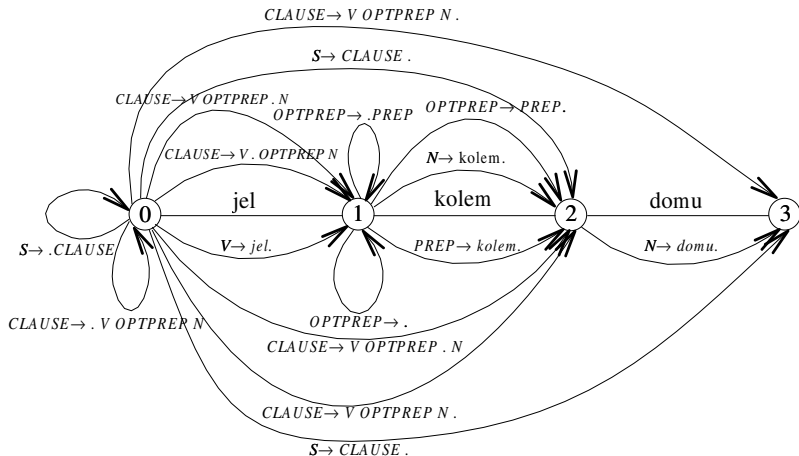 CLAUSE→ V OPTPREP N .
S→ CLAUSE .
CLAUSE→ V OPTPREP . N
OPTPREP→ . PREP
OPTPREP→ PREP .
CLAUSE→ V . OPTPREP N
N→ kolem.
jel
kolem
domu
0
1
2
3
S→ .CLAUSE
V→ jel.
PREP→ kolem.
N→ domu.
CLAUSE→ . V OPTPREP N
OPTPREP→ .
CLAUSE→ V OPTPREP . N
CLAUSE→ V OPTPREP N .
S→ CLAUSE .